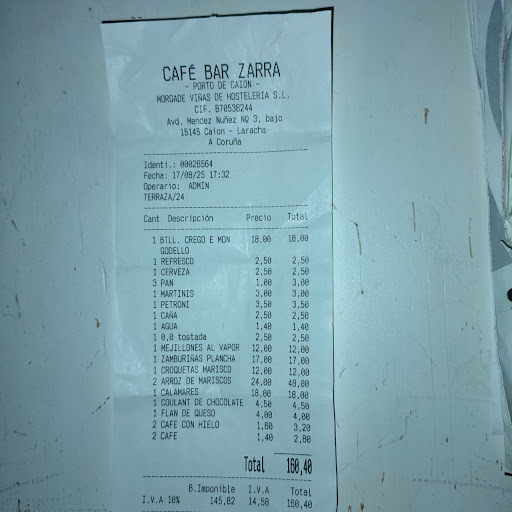 CAFÉ BAR ZARRA
- PORTO DE CAION -
MORGADE VIÑAS DE HOSTELERIA S.L.
CIF. B70536244
Avd. Mendez Nuñez Nº 3, bajo
15145 Caion - Laracha
A Coruña
Identi.: 00026564
Fecha: 17/08/25 17:32
Operario: ADMIN
TERRAZA/24
Cant Descripción Precio Total
1 BTLL. CREGO E MON GODELLO 18,00 18,00
1 REFRESCO 2,50 2,50
1 CERVEZA 2,50 2,50
3 PAN 1,00 3,00
1 MARTINIS 3,00 3,00
1 PETRONI 3,50 3,50
1 CAÑA 2,50 2,50
1 AGUA 1,40 1,40
1 0,0 tostada 2,50 2,50
1 MEJILLONES AL VAPOR 12,00 12,00
1 ZAMBURIÑAS PLANCHA 17,00 17,00
1 CROQUETAS MARISCO 12,00 12,00
2 ARROZ DE MARISCOS 24,00 48,00
1 CALAMARES 18,00 18,00
1 COULANT DE CHOCOLATE 4,50 4,50
1 FLAN DE QUESO 4,00 4,00
2 CAFE CON HIELO 1,60 3,20
2 CAFE 1,40 2,80
Total 160,40
B.Imponible I.V.A Total
I.V.A 10% 145,82 14,58 160,40